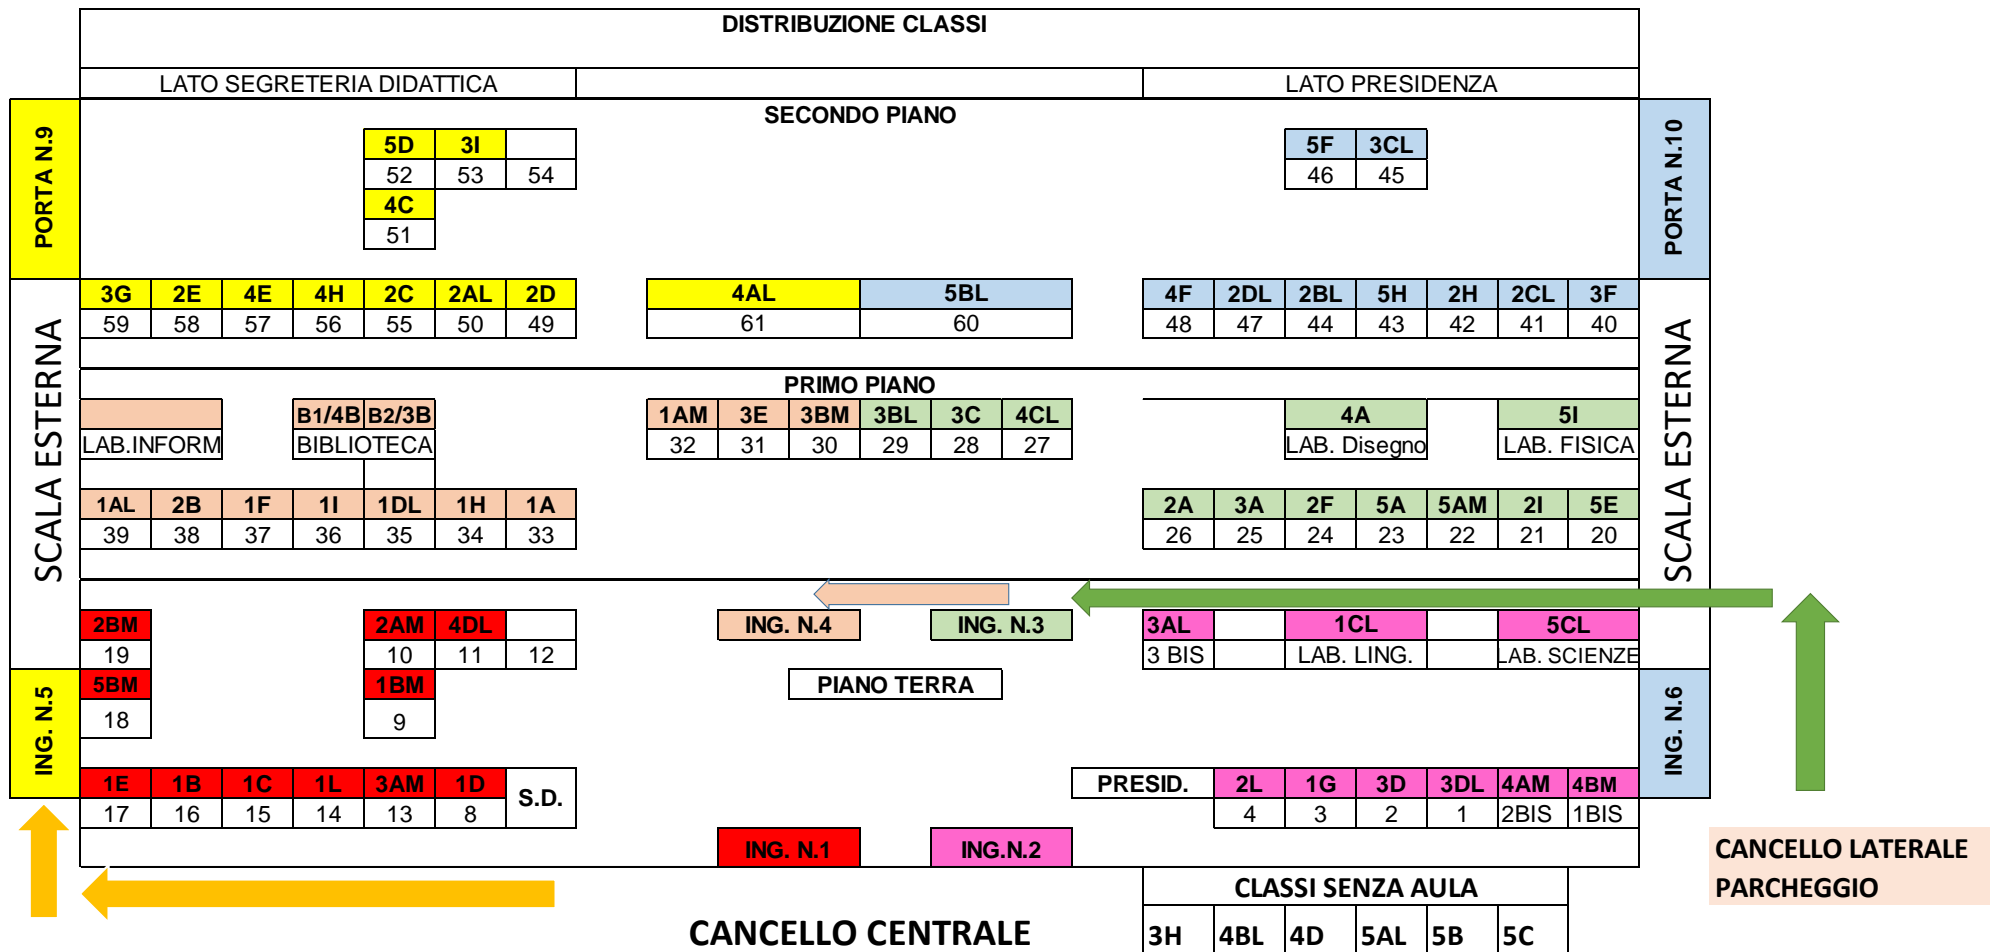 DISTRIBUZIONE CLASSI
LATO SEGRETERIA DIDATTICA LATO PRESIDENZA
SECONDO PIANO
PORTA N.9
PORTA N.10
5D 3I 5F 3CL
52 53 54 46 45
4C
51
3G 2E 4E 4H 2C 2AL 2D 4AL 5BL 4F 2DL 2BL 5H 2H 2CL 3F
59 58 57 56 55 50 49 61 60 48 47 44 43 42 41 40
SCALA ESTERNA
SCALA ESTERNA
PRIMO PIANO
B1/4B B2/3B 1AM 3E 3BM 3BL 3C 4CL 4A 5I
LAB.INFORM BIBLIOTECA 32 31 30 29 28 27 LAB. Disegno LAB. FISICA
1AL 2B 1F 1I 1DL 1H 1A 2A 3A 2F 5A 5AM 2I 5E
39 38 37 36 35 34 33 26 25 24 23 22 21 20
2BM 2AM 4DL ING. N.4 ING. N.3 3AL 1CL 5CL
19 10 11 12 3 BIS LAB. LING. LAB. SCIENZE
5BM 1BM PIANO TERRA
18 9
ING. N.5
ING. N.6
1E 1B 1C 1L 3AM 1D S.D. PRESID. 2L 1G 3D 3DL 4AM 4BM
17 16 15 14 13 8 4 3 2 1 2BIS 1BIS
ING. N.1 ING.N.2
CANCELLO LATERALE
PARCHEGGIO
CLASSI SENZA AULA
CANCELLO CENTRALE
3H 4BL 4D 5AL 5B 5C